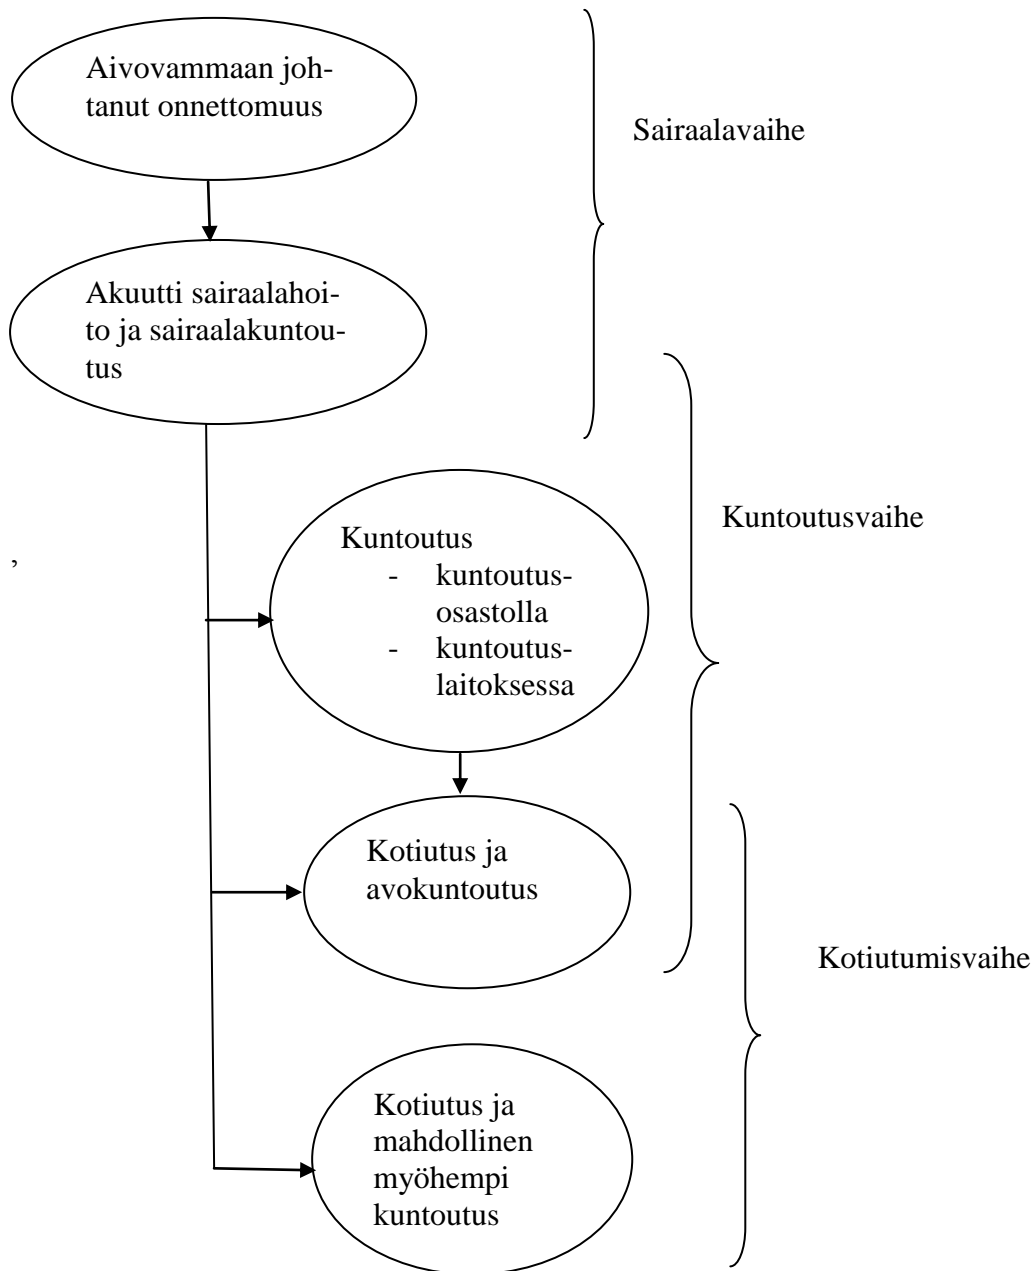 Aivovammaan joh-
tanut onnettomuus
Sairaalavaihe
Akuutti sairaalahoi-
to ja sairaalakuntou-
tus
Kuntoutusvaihe
Kuntoutus
- kuntoutus-
osastolla
- kuntoutus-
laitoksessa
,
Kotiutus ja
avokuntoutus
Kotiutumisvaihe
Kotiutus ja
mahdollinen
myöhempi
kuntoutus